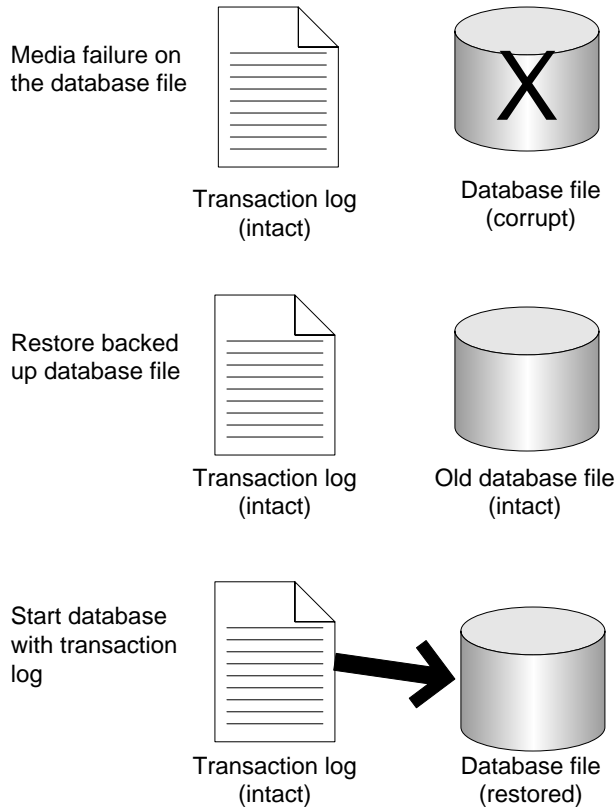 Media failure on
the database file
Transaction log
(intact)
Database file
(corrupt)
Restore backed
up database file
Transaction log
(intact)
Old database file
(intact)
Start database
with transaction
log
Transaction log
(intact)
Database file
(restored)